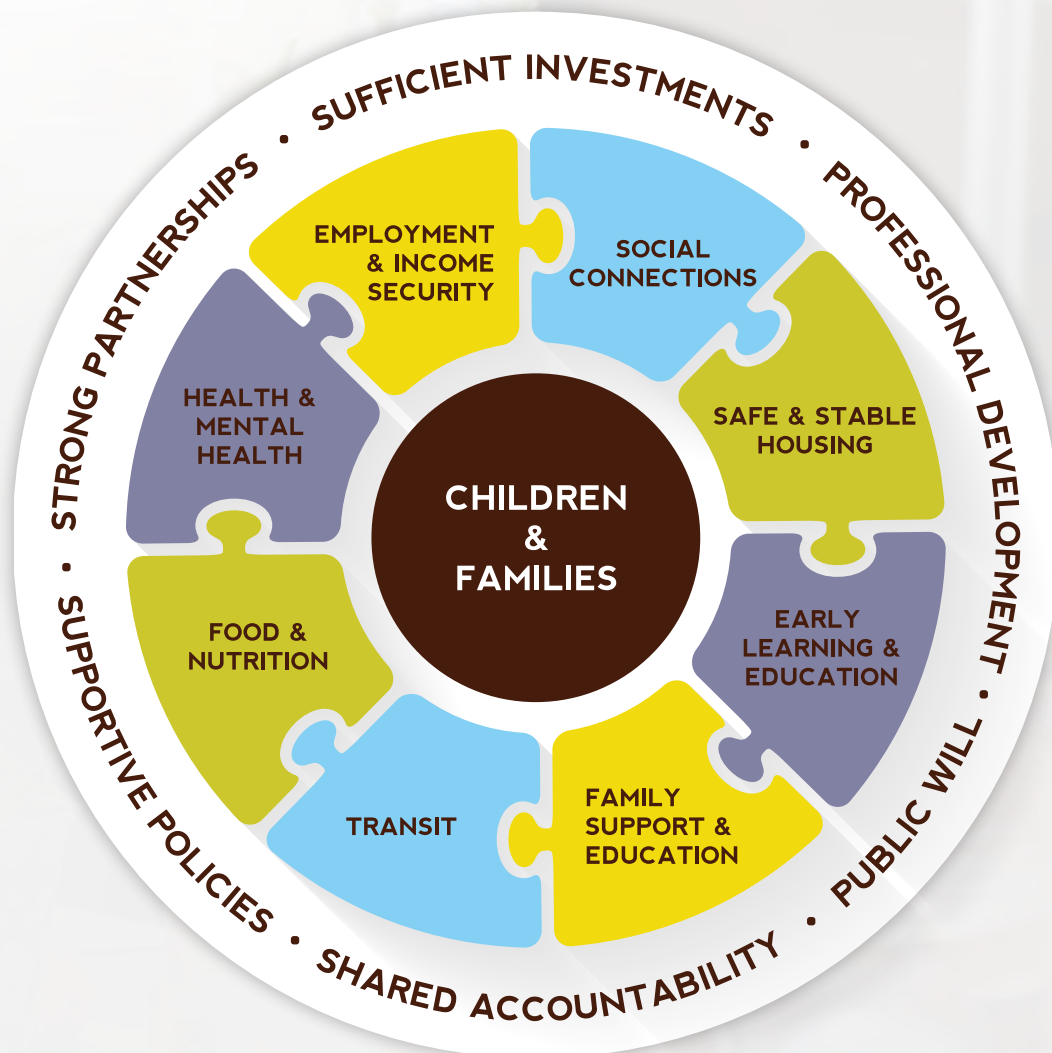 STRONG PARTNERSHIPS • SUFFICIENT INVESTMENTS • PROFESSIONAL DEVELOPMENT • PUBLIC WILL • SHARED ACCOUNTABILITY • SUPPORTIVE POLICIES •
EMPLOYMENT
& INCOME
SECURITY
SOCIAL
CONNECTIONS
SAFE & STABLE
HOUSING
EARLY
LEARNING &
EDUCATION
FAMILY
SUPPORT &
EDUCATION
TRANSIT
FOOD &
NUTRITION
HEALTH &
MENTAL
HEALTH
CHILDREN
&
FAMILIES